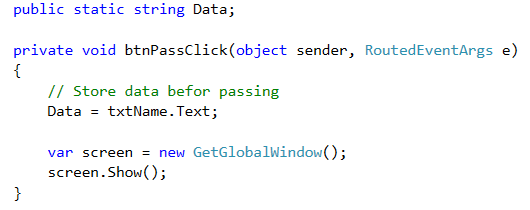 public static string Data;
private void btnPassClick(object sender, RoutedEventArgs e)
{
// Store data befor passing
Data = txtName.Text;
var screen = new GetGlobalWindow();
screen.Show();
}